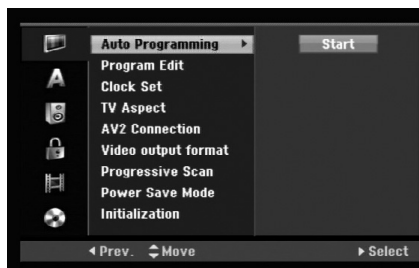 Auto Programming
Start
Program Edit
Clock Set
TV Aspect
AV2 Connection
Video output format
Progressive Scan
Power Save Mode
Initialization
A
Prev. Move Select